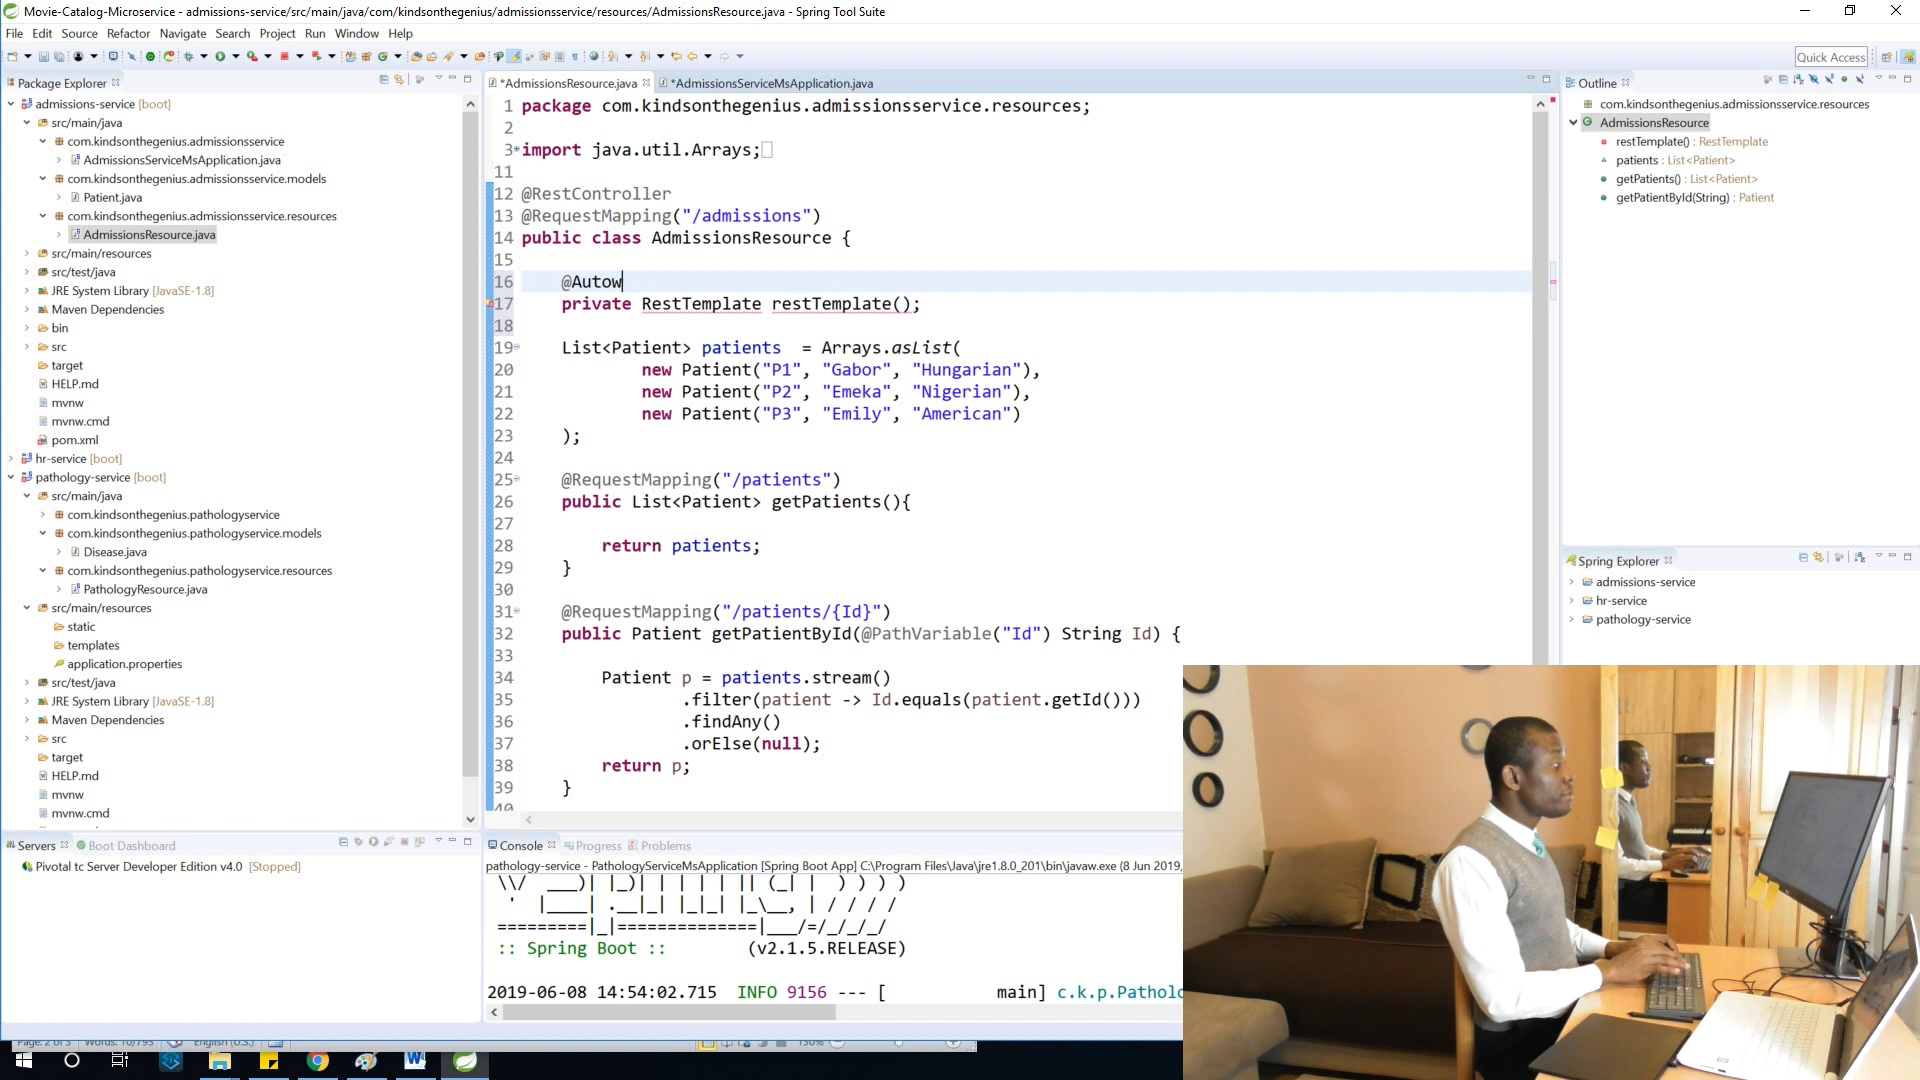 Movie-Catalog-Microservice - admissions-service/src/main/java/com/kindsonthegenius/admissionsservice/resources/AdmissionsResource.java - Spring Tool Suite
File Edit Source Refactor Navigate Search Project Run Window Help
Quick Access
Package Explorer
admissions-service [boot]
src/main/java
com.kindsonthegenius.admissionsservice
AdmissionsServiceMsApplication.java
com.kindsonthegenius.admissionsservice.models
Patient.java
com.kindsonthegenius.admissionsservice.resources
AdmissionsResource.java
src/main/resources
src/test/java
JRE System Library [JavaSE-1.8]
Maven Dependencies
bin
src
target
HELP.md
mvnw
mvnw.cmd
pom.xml
hr-service [boot]
pathology-service [boot]
src/main/java
com.kindsonthegenius.pathologyservice
com.kindsonthegenius.pathologyservice.models
Disease.java
com.kindsonthegenius.pathologyservice.resources
PathologyResource.java
src/main/resources
static
templates
application.properties
src/test/java
JRE System Library [JavaSE-1.8]
Maven Dependencies
src
target
HELP.md
mvnw
mvnw.cmd
*AdmissionsResource.java *AdmissionsServiceMsApplication.java
1 package com.kindsonthegenius.admissionsservice.resources;
2
3 import java.util.Arrays;
11
12 @RestController
13 @RequestMapping("/admissions")
14 public class AdmissionsResource {
15
16 @Autow
17 private RestTemplate restTemplate();
18
19 List<Patient> patients = Arrays.asList(
20 new Patient("P1", "Gabor", "Hungarian"),
21 new Patient("P2", "Emeka", "Nigerian"),
22 new Patient("P3", "Emily", "American")
23 );
24
25 @RequestMapping("/patients")
26 public List<Patient> getPatients(){
27
28 return patients;
29 }
30
31 @RequestMapping("/patients/{Id}")
32 public Patient getPatientById(@PathVariable("Id") String Id) {
33
34 Patient p = patients.stream()
35 .filter(patient -> Id.equals(patient.getId()))
36 .findAny()
37 .orElse(null);
38 return p;
39 }
40
Outline
com.kindsonthegenius.admissionsservice.resources
AdmissionsResource
restTemplate() : RestTemplate
patients : List<Patient>
getPatients() : List<Patient>
getPatientById(String) : Patient
Spring Explorer
admissions-service
hr-service
pathology-service
Servers Boot Dashboard
Pivotal tc Server Developer Edition v4.0 [Stopped]
Console Progress Problems
pathology-service - PathologyServiceMsApplication [Spring Boot App] C:\Program Files\Java\jre1.8.0_201\bin\javaw.exe (8 Jun 2019,
\\/ ___)| |_)| | | | | || (_| | ) ) ) )
' |____| .__|_| |_|_| |_\__, | / / / /
=========|_|==============|___/=/_/_/_/
:: Spring Boot :: (v2.1.5.RELEASE)
2019-06-08 14:54:02.715 INFO 9156 --- [ main] c.k.p.Patholo
Page: 2 of 3 Words: 10/793 English (U.S.) 130%